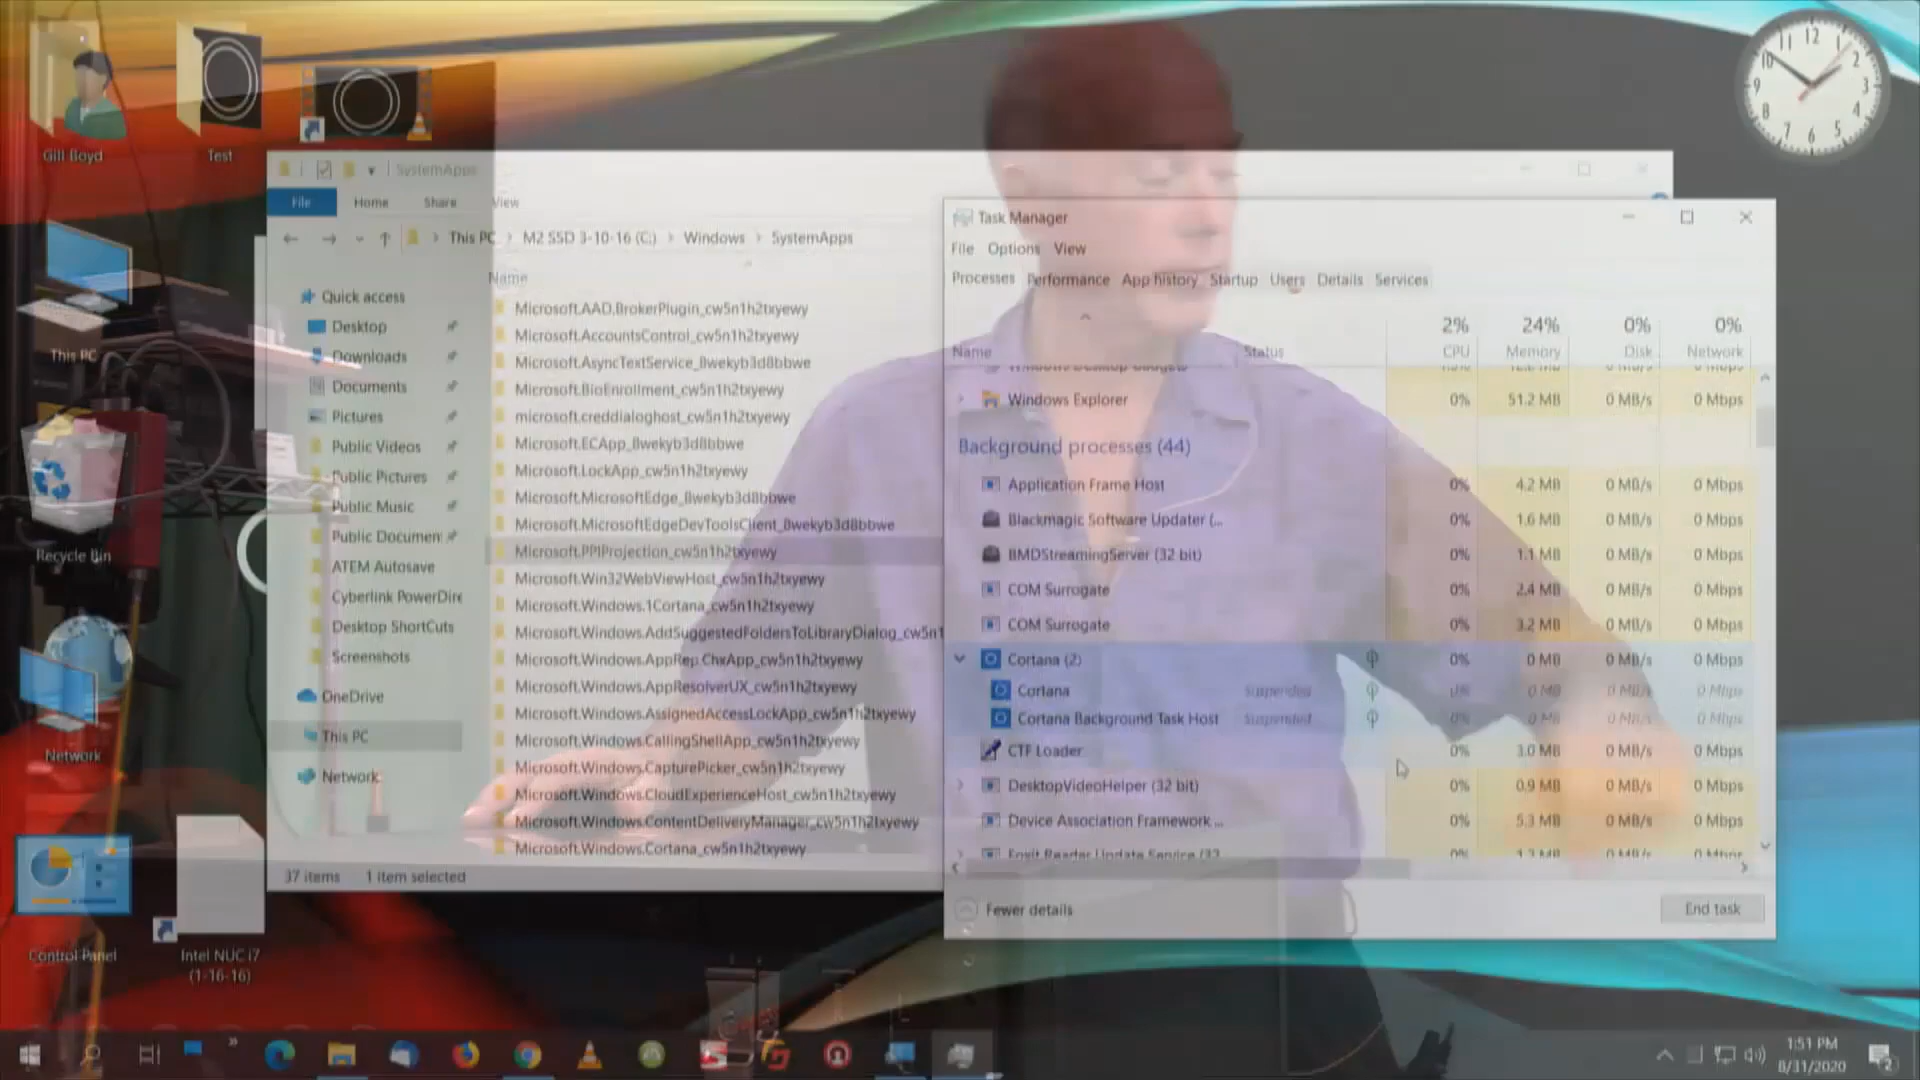 Gill Boyd
Test
This PC
Recycle Bin
Network
Control Panel
Intel NUC i7
(1-16-16)
SystemApps
File
Home
Share
View
This PC
M2 SSD 3-10-16 (C:)
Windows
SystemApps
Name
Quick access
Desktop
Downloads
Documents
Pictures
Public Videos
Public Pictures
Public Music
Public Documen
ATEM Autosave
Cyberlink PowerDire
Desktop ShortCuts
Screenshots
OneDrive
This PC
Network
Microsoft.AAD.BrokerPlugin_cw5n1h2txyewy
Microsoft.AccountsControl_cw5n1h2txyewy
Microsoft.AsyncTextService_8wekyb3d8bbwe
Microsoft.BioEnrollment_cw5n1h2txyewy
microsoft.creddialoghost_cw5n1h2txyewy
Microsoft.ECApp_8wekyb3d8bbwe
Microsoft.LockApp_cw5n1h2txyewy
Microsoft.MicrosoftEdge_8wekyb3d8bbwe
Microsoft.MicrosoftEdgeDevToolsClient_8wekyb3d8bbwe
Microsoft.PPIProjection_cw5n1h2txyewy
Microsoft.Win32WebViewHost_cw5n1h2txyewy
Microsoft.Windows.1Cortana_cw5n1h2txyewy
Microsoft.Windows.AddSuggestedFoldersToLibraryDialog_cw5n1
Microsoft.Windows.AppRep.ChxApp_cw5n1h2txyewy
Microsoft.Windows.AppResolverUX_cw5n1h2txyewy
Microsoft.Windows.AssignedAccessLockApp_cw5n1h2txyewy
Microsoft.Windows.CallingShellApp_cw5n1h2txyewy
Microsoft.Windows.CapturePicker_cw5n1h2txyewy
Microsoft.Windows.CloudExperienceHost_cw5n1h2txyewy
Microsoft.Windows.ContentDeliveryManager_cw5n1h2txyewy
Microsoft.Windows.Cortana_cw5n1h2txyewy
37 items 1 item selected
Task Manager
File Options View
Processes Performance App history Startup Users Details Services
2% 24% 0% 0%
Name Status CPU Memory Disk Network
Windows Explorer 0% 51.2 MB 0 MB/s 0 Mbps
Background processes (44)
Application Frame Host 0% 4.2 MB 0 MB/s 0 Mbps
Blackmagic Software Updater (... 0% 1.6 MB 0 MB/s 0 Mbps
BMDStreamingServer (32 bit) 0% 1.1 MB 0 MB/s 0 Mbps
COM Surrogate 0% 2.4 MB 0 MB/s 0 Mbps
COM Surrogate 0% 3.2 MB 0 MB/s 0 Mbps
Cortana (2) 0% 0 MB 0 MB/s 0 Mbps
Cortana Suspended 0% 0 MB 0 MB/s 0 Mbps
Cortana Background Task Host Suspended 0% 0 MB 0 MB/s 0 Mbps
CTF Loader 0% 3.0 MB 0 MB/s 0 Mbps
DesktopVideoHelper (32 bit) 0% 0.9 MB 0 MB/s 0 Mbps
Device Association Framework ... 0% 5.3 MB 0 MB/s 0 Mbps
Foxit Reader Update Service (32
Fewer details
End task
12
1
2
3
4
5
6
7
8
9
10
11
1:51 PM
8/31/2020
2